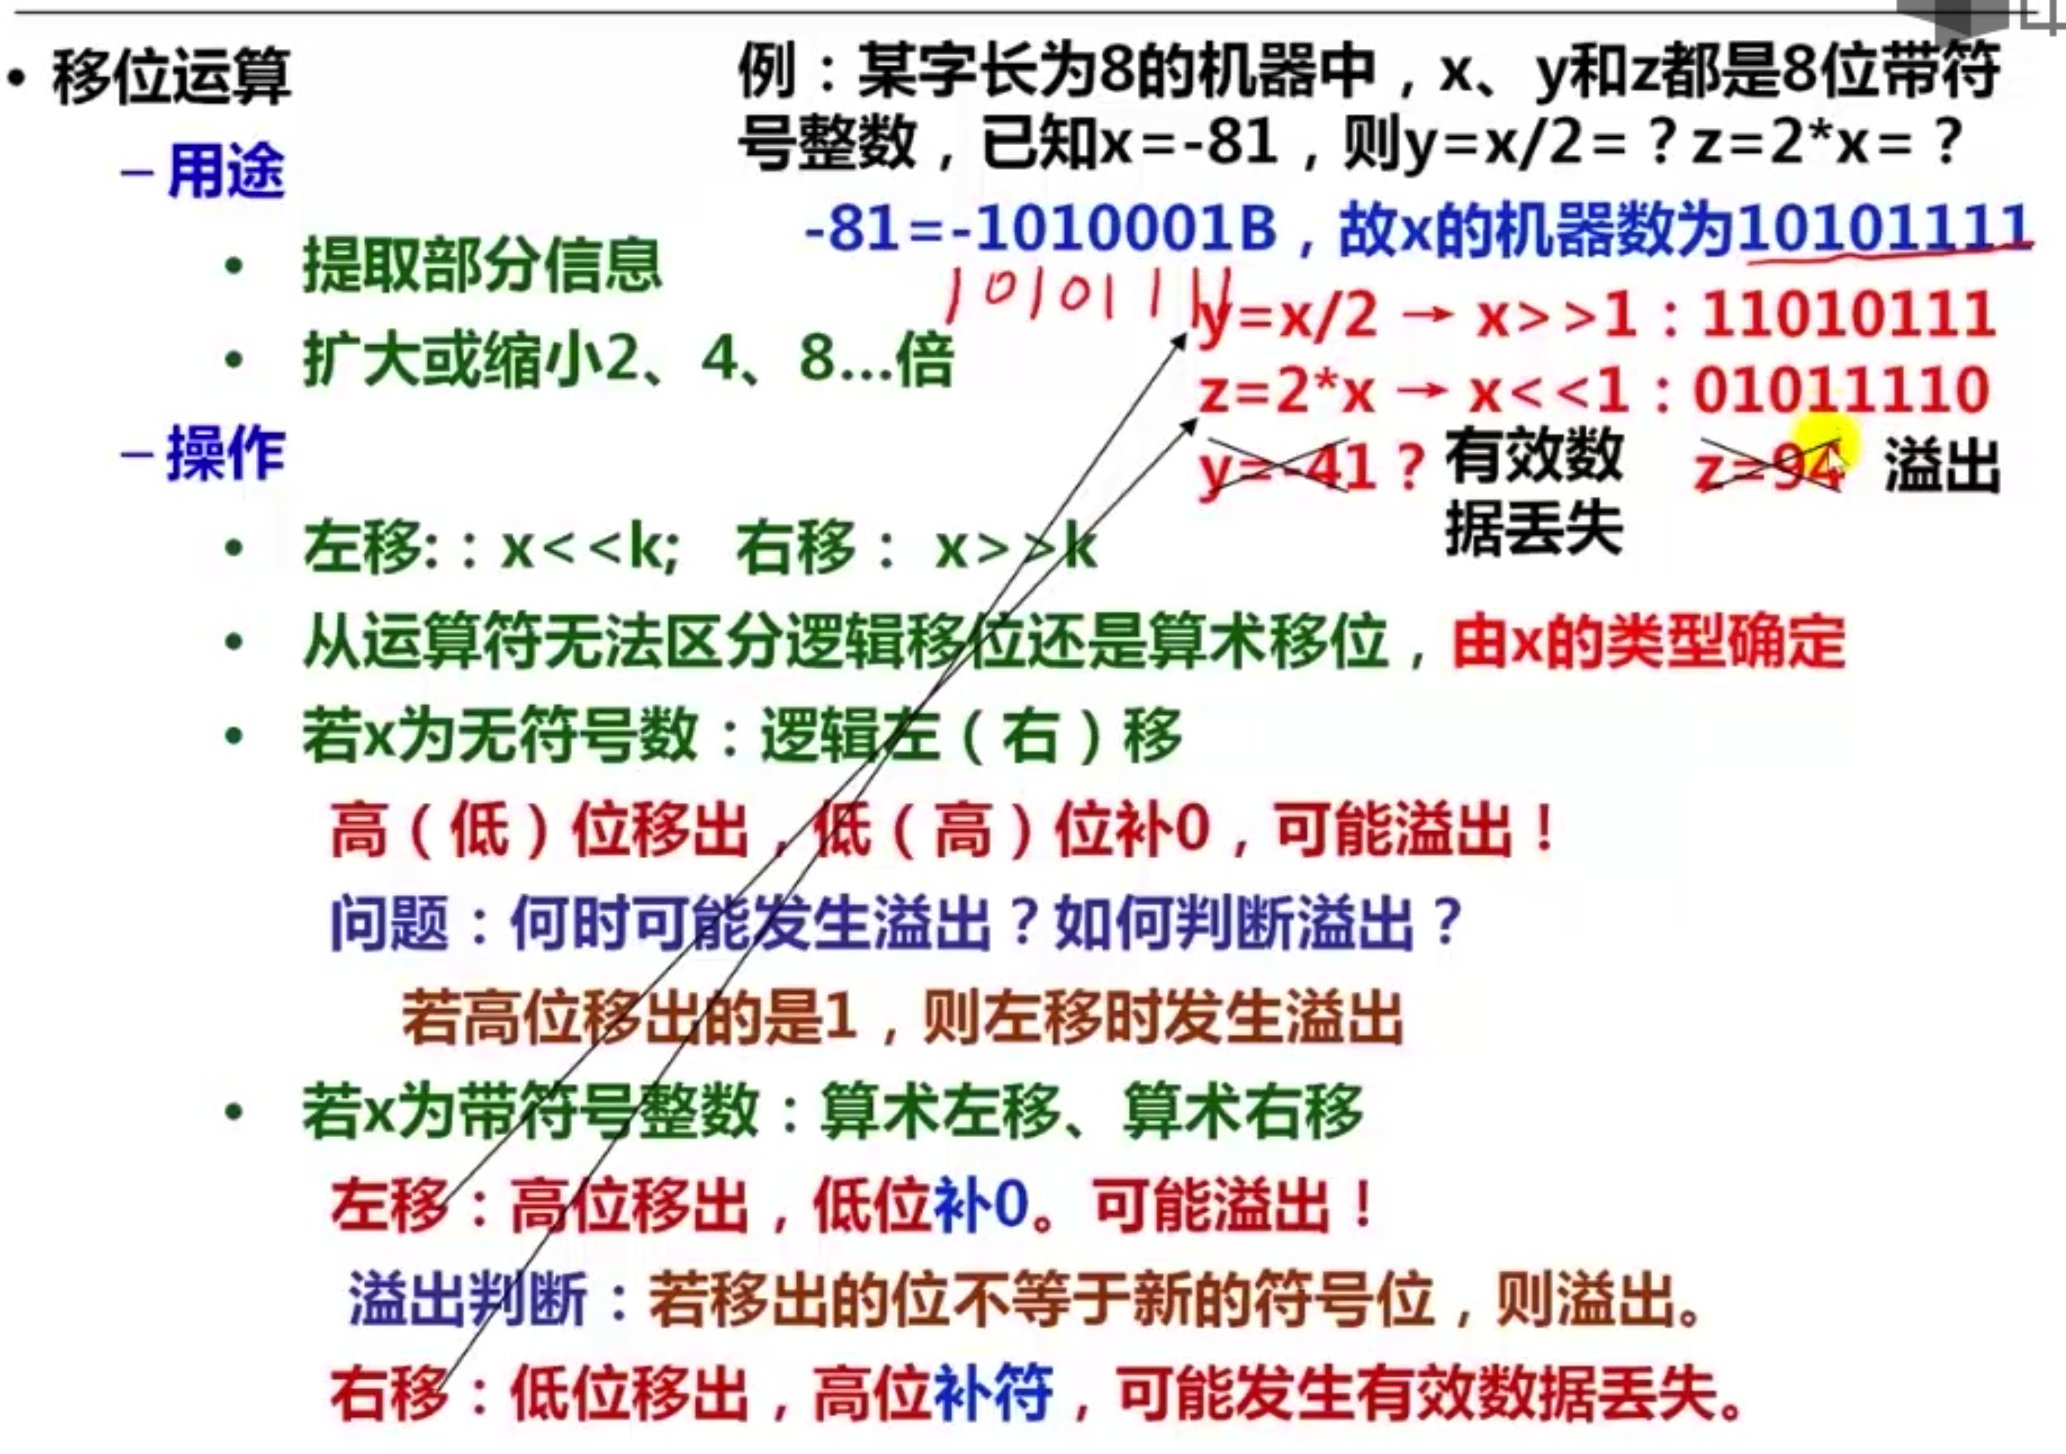 • 移位运算
– 用途
• 提取部分信息
• 扩大或缩小2、4、8...倍
– 操作
• 左移:：x<<k; 右移： x>>k
• 从运算符无法区分逻辑移位还是算术移位，由x的类型确定
• 若x为无符号数：逻辑左（右）移
高（低）位移出，低（高）位补0，可能溢出！
问题：何时可能发生溢出？如何判断溢出？
若高位移出的是1，则左移时发生溢出
• 若x为带符号整数：算术左移、算术右移
左移：高位移出，低位补0。可能溢出！
溢出判断：若移出的位不等于新的符号位，则溢出。
右移：低位移出，高位补符，可能发生有效数据丢失。
例：某字长为8的机器中，x、y和z都是8位带符
号整数，已知x=-81，则y=x/2=？z=2*x=？
-81=-1010001B，故x的机器数为10101111
10101111
y=x/2 → x>>1：11010111
z=2*x → x<<1：01011110
y=-41？ 有效数 z=94 溢出
据丢失